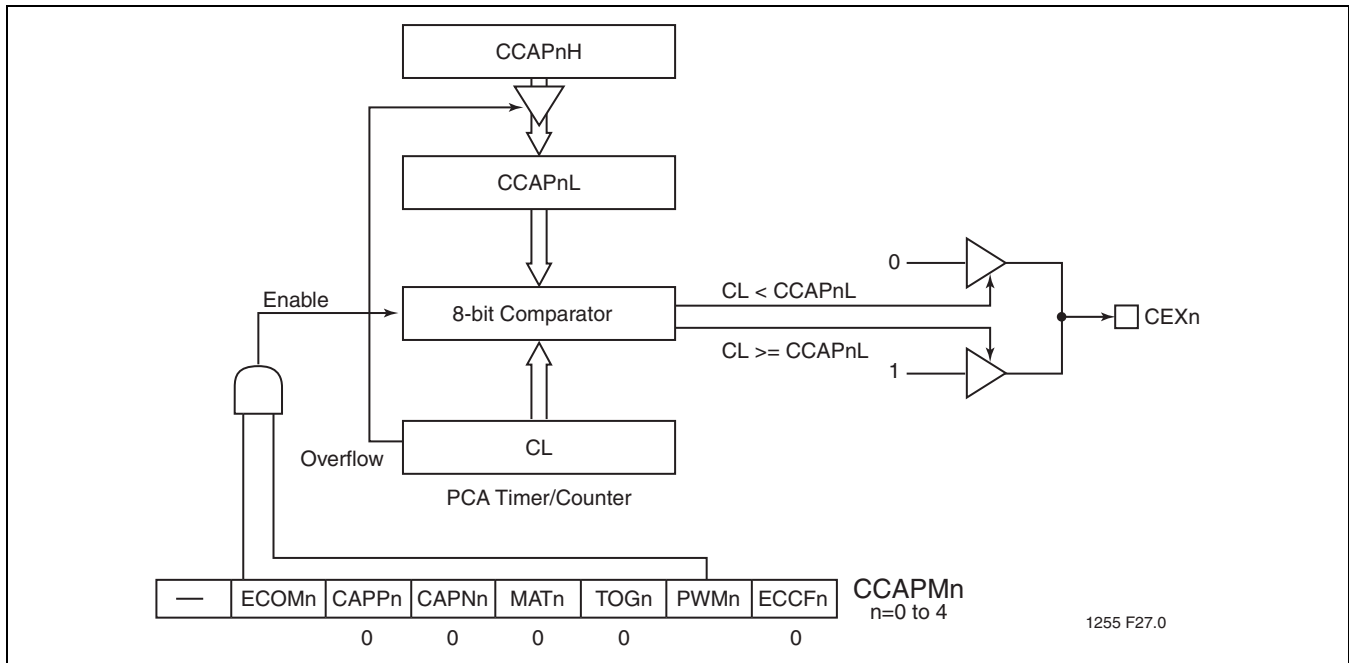 CCAPnH
CCAPnL
0
CL < CCAPnL
Enable
8-bit Comparator
CEXn
CL >= CCAPnL
1
CL
Overflow
PCA Timer/Counter
— ECOMn CAPPn CAPNn MATn TOGn PWMn ECCFn CCAPMn
n=0 to 4
0 0 0 0 0
1255 F27.0